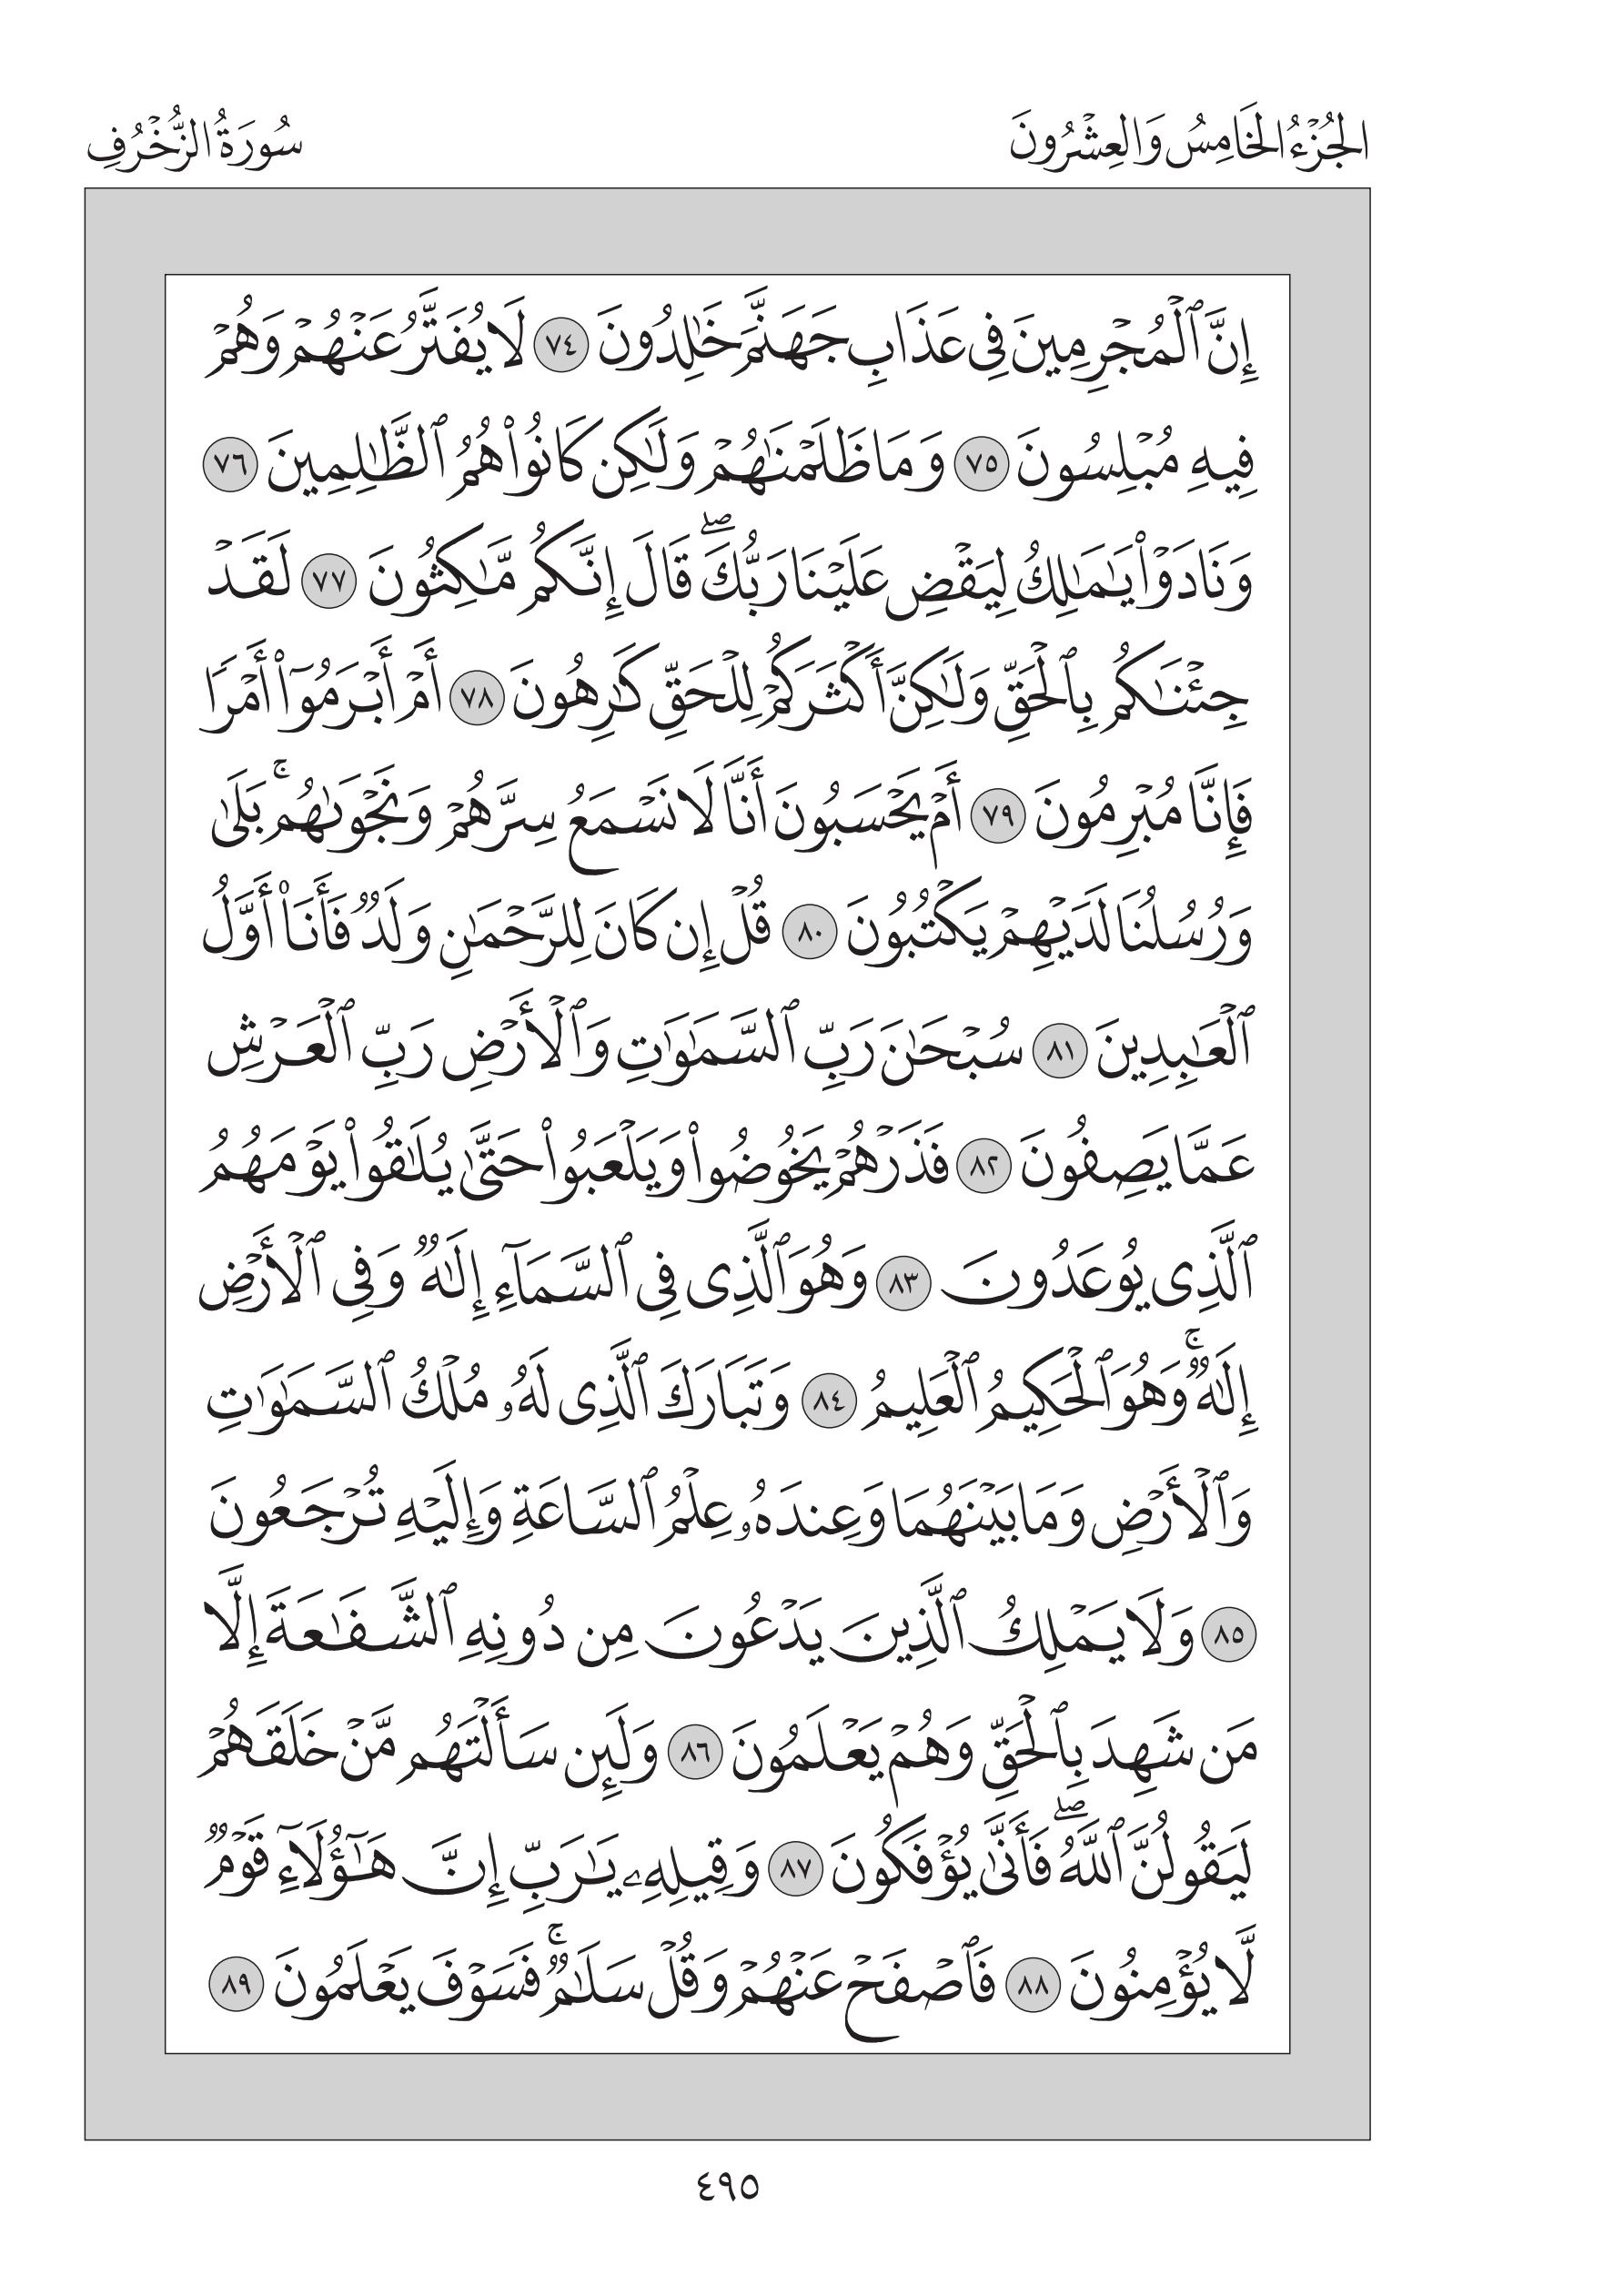 الجُزْءُ الخَامِسُ وَالعِشْرُونَ
سُورَةُ الزُّخْرُفِ
إِنَّ ٱلْمُجْرِمِينَ فِى عَذَابِ جَهَنَّمَ خَٰلِدُونَ ٧٤ لَا يُفَتَّرُ عَنْهُمْ وَهُمْ
فِيهِ مُبْلِسُونَ ٧٥ وَمَا ظَلَمْنَٰهُمْ وَلَٰكِن كَانُوا۟ هُمُ ٱلظَّٰلِمِينَ ٧٦
وَنَادَوْا۟ يَٰمَٰلِكُ لِيَقْضِ عَلَيْنَا رَبُّكَ ۖ قَالَ إِنَّكُم مَّٰكِثُونَ ٧٧ لَقَدْ
جِئْنَٰكُم بِٱلْحَقِّ وَلَٰكِنَّ أَكْثَرَكُمْ لِلْحَقِّ كَٰرِهُونَ ٧٨ أَمْ أَبْرَمُوٓا۟ أَمْرًا
فَإِنَّا مُبْرِمُونَ ٧٩ أَمْ يَحْسَبُونَ أَنَّا لَا نَسْمَعُ سِرَّهُمْ وَنَجْوَىٰهُم ۚ بَلَىٰ
وَرُسُلُنَا لَدَيْهِمْ يَكْتُبُونَ ٨٠ قُلْ إِن كَانَ لِلرَّحْمَٰنِ وَلَدٌ فَأَنَا۠ أَوَّلُ
ٱلْعَٰبِدِينَ ٨١ سُبْحَٰنَ رَبِّ ٱلسَّمَٰوَٰتِ وَٱلْأَرْضِ رَبِّ ٱلْعَرْشِ
عَمَّا يَصِفُونَ ٨٢ فَذَرْهُمْ يَخُوضُوا۟ وَيَلْعَبُوا۟ حَتَّىٰ يُلَٰقُوا۟ يَوْمَهُمُ
ٱلَّذِى يُوعَدُونَ ٨٣ وَهُوَ ٱلَّذِى فِى ٱلسَّمَآءِ إِلَٰهٌ وَفِى ٱلْأَرْضِ
إِلَٰهٌ ۚ وَهُوَ ٱلْحَكِيمُ ٱلْعَلِيمُ ٨٤ وَتَبَارَكَ ٱلَّذِى لَهُۥ مُلْكُ ٱلسَّمَٰوَٰتِ
وَٱلْأَرْضِ وَمَا بَيْنَهُمَا وَعِندَهُۥ عِلْمُ ٱلسَّاعَةِ وَإِلَيْهِ تُرْجَعُونَ
٨٥ وَلَا يَمْلِكُ ٱلَّذِينَ يَدْعُونَ مِن دُونِهِ ٱلشَّفَٰعَةَ إِلَّا
مَن شَهِدَ بِٱلْحَقِّ وَهُمْ يَعْلَمُونَ ٨٦ وَلَئِن سَأَلْتَهُم مَّنْ خَلَقَهُمْ
لَيَقُولُنَّ ٱللَّهُ ۖ فَأَنَّىٰ يُؤْفَكُونَ ٨٧ وَقِيلِهِۦ يَٰرَبِّ إِنَّ هَٰٓؤُلَآءِ قَوْمٌ
لَّا يُؤْمِنُونَ ٨٨ فَٱصْفَحْ عَنْهُمْ وَقُلْ سَلَٰمٌ ۚ فَسَوْفَ يَعْلَمُونَ ٨٩
٤٩٥